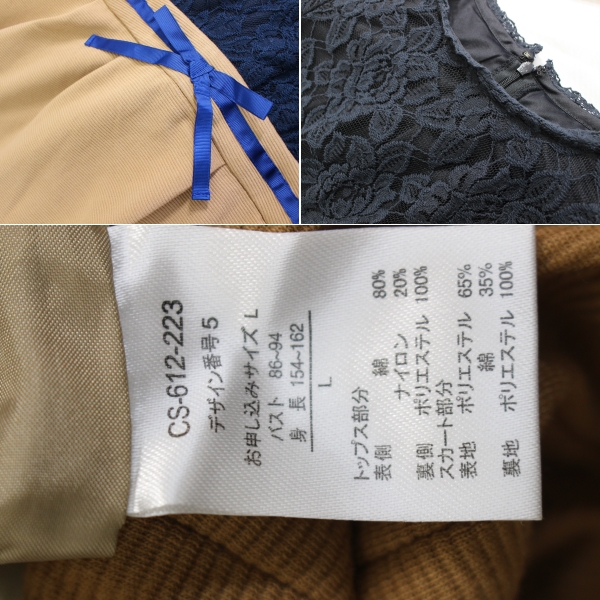 CS-612-223
デザイン番号 5
お申し込みサイズ L
バスト 86~94
身 長 154~162
L
トップス部分
表側 綿 80%
ナイロン 20%
裏側 ポリエステル 100%
スカート部分
表地 ポリエステル 65%
綿 35%
裏地 ポリエステル 100%